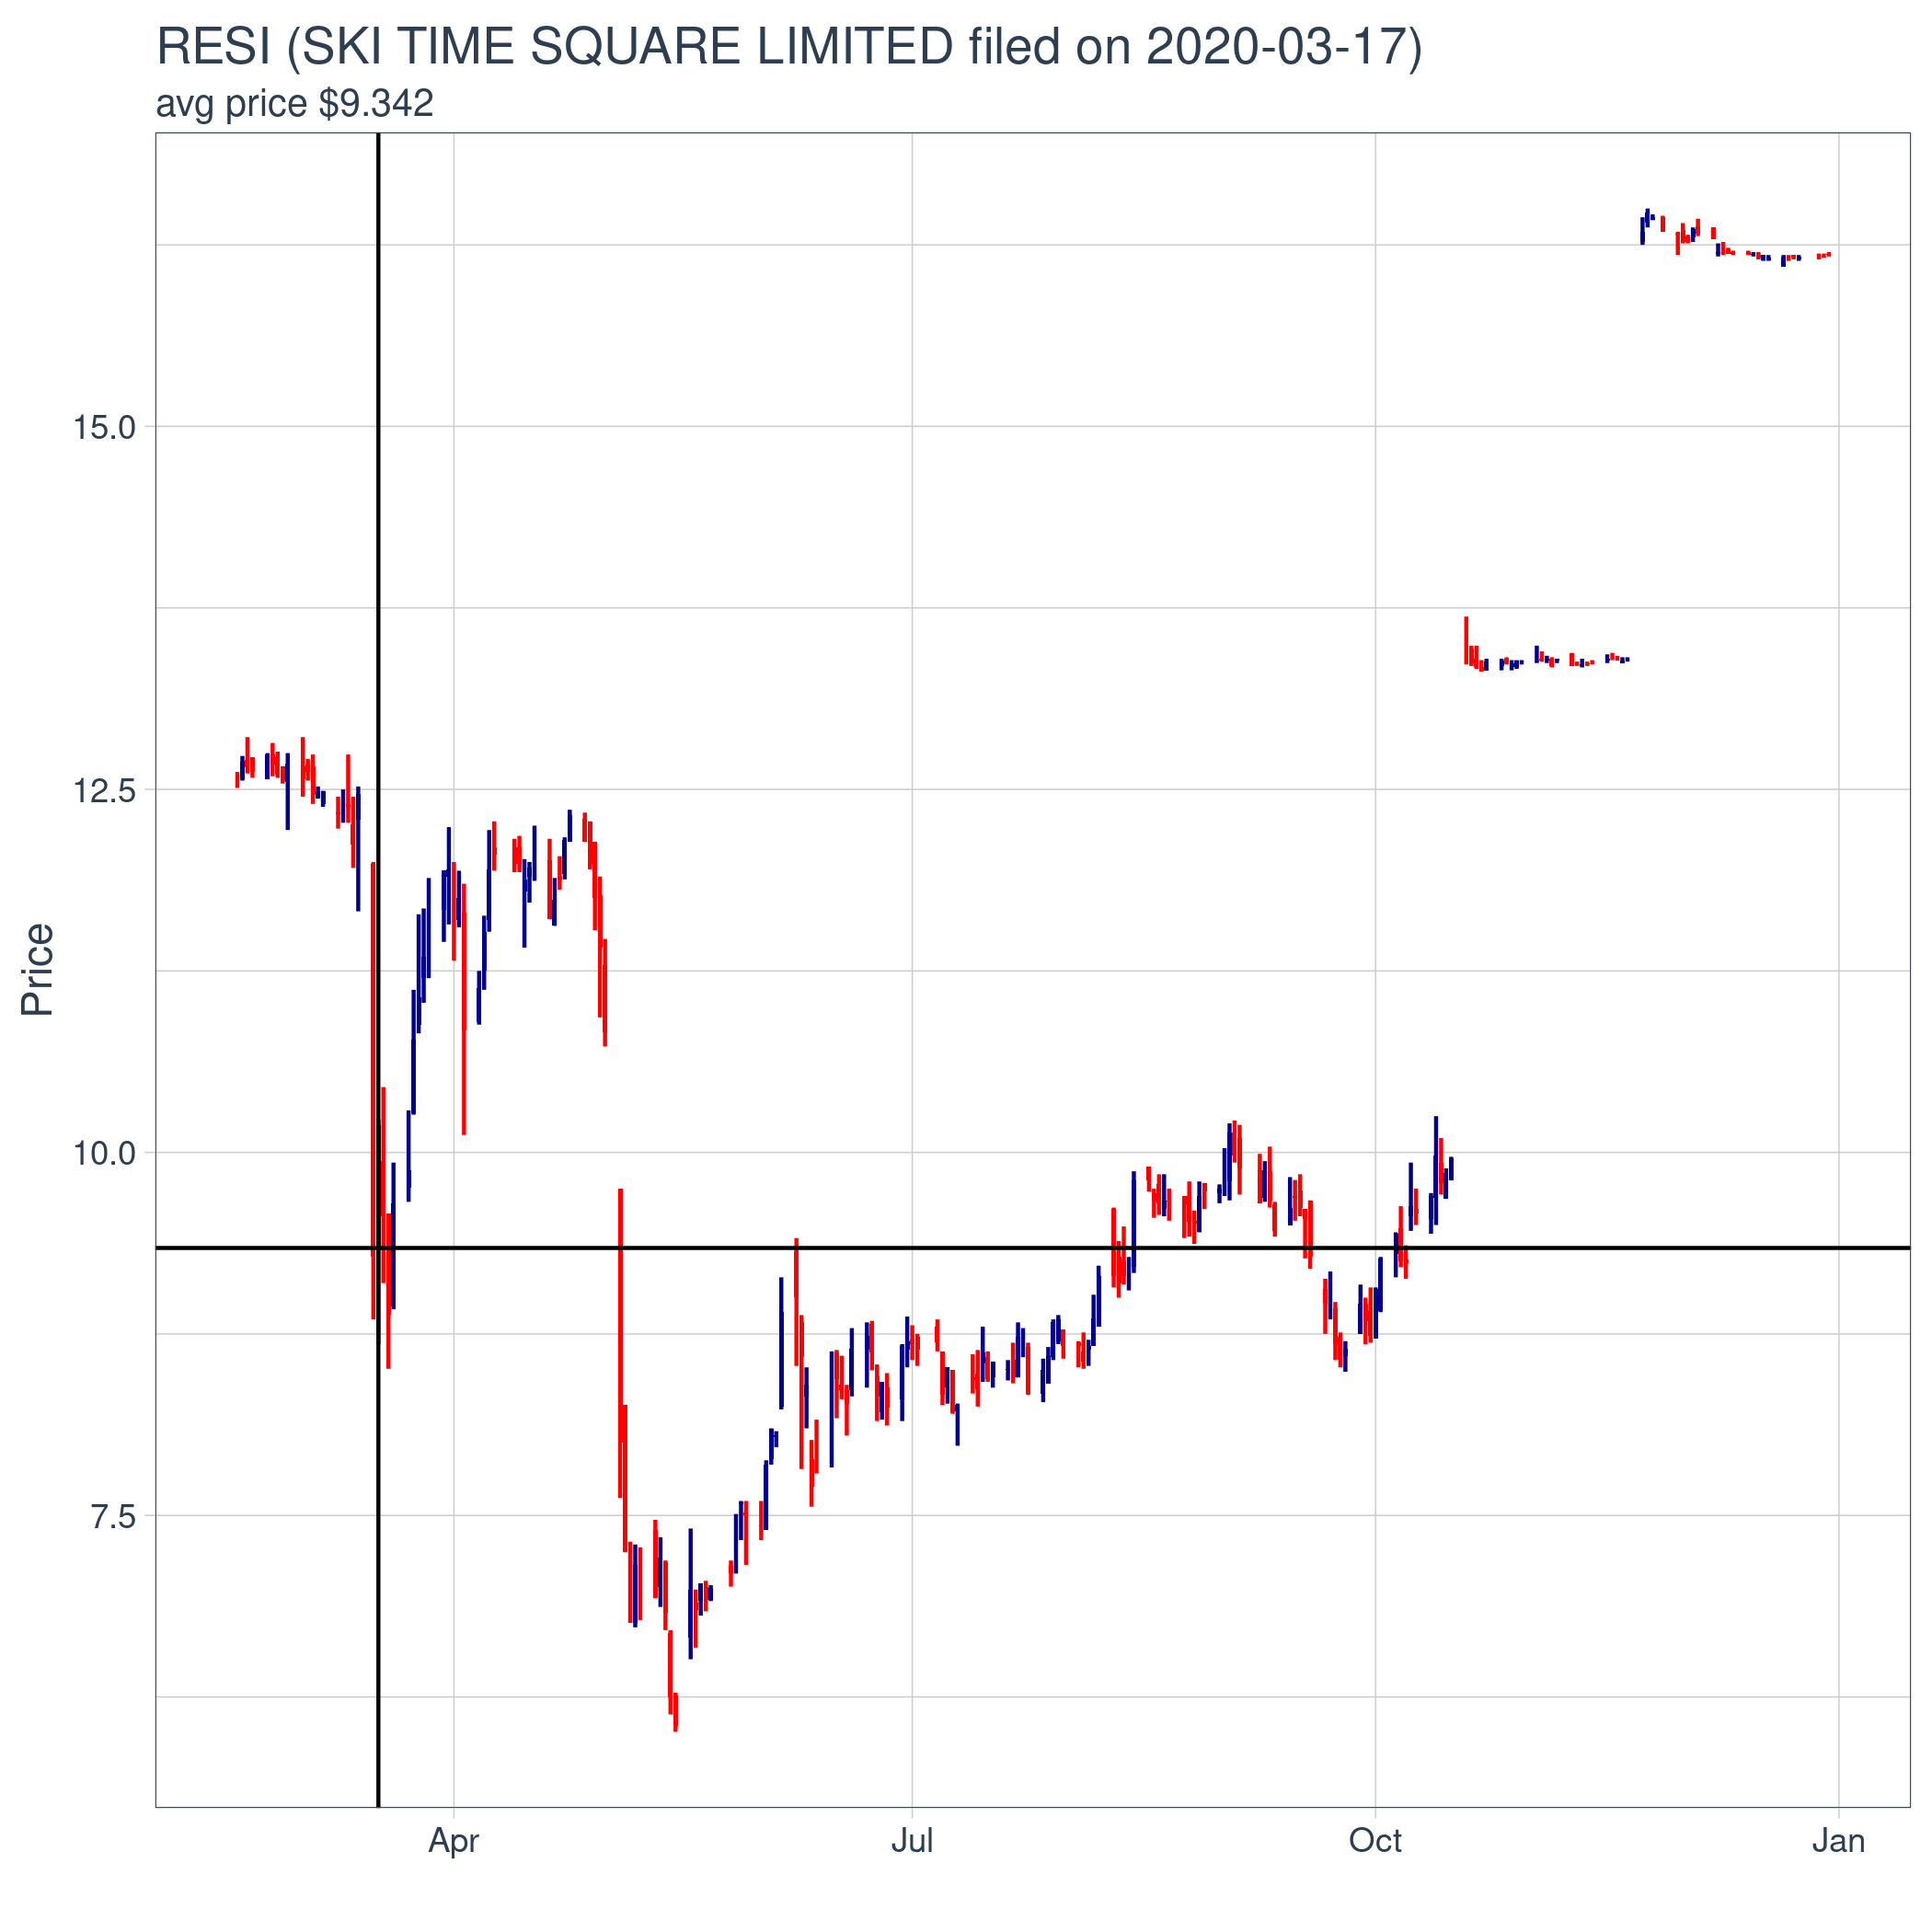 RESI (SKI TIME SQUARE LIMITED filed on 2020-03-17)
avg price $9.342
15.0
12.5
Price
10.0
7.5
Apr Jul Oct Jan